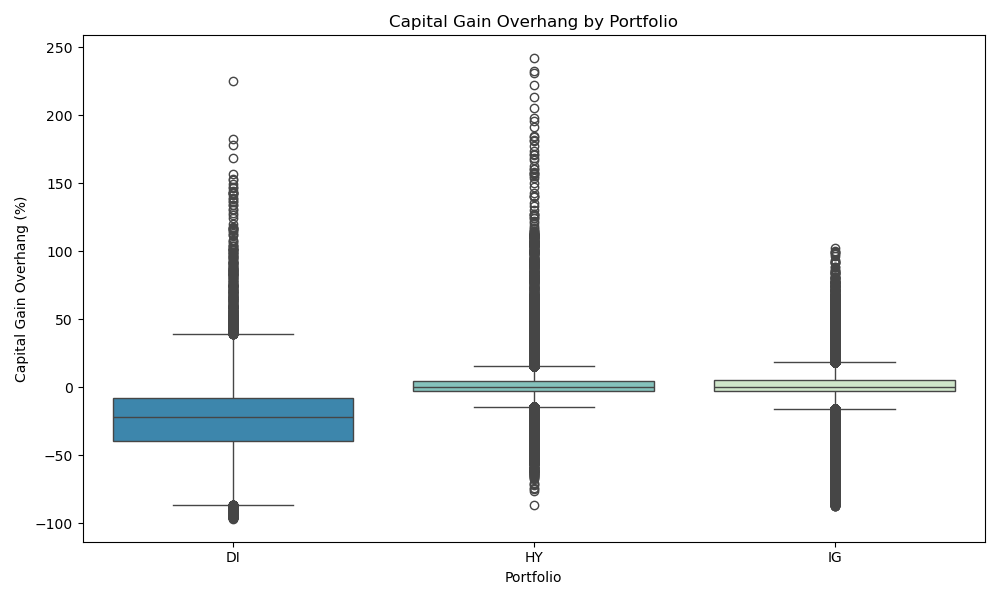 Capital Gain Overhang by Portfolio
Capital Gain Overhang (%)
250
200
150
100
50
0
−50
−100
DI HY IG
Portfolio